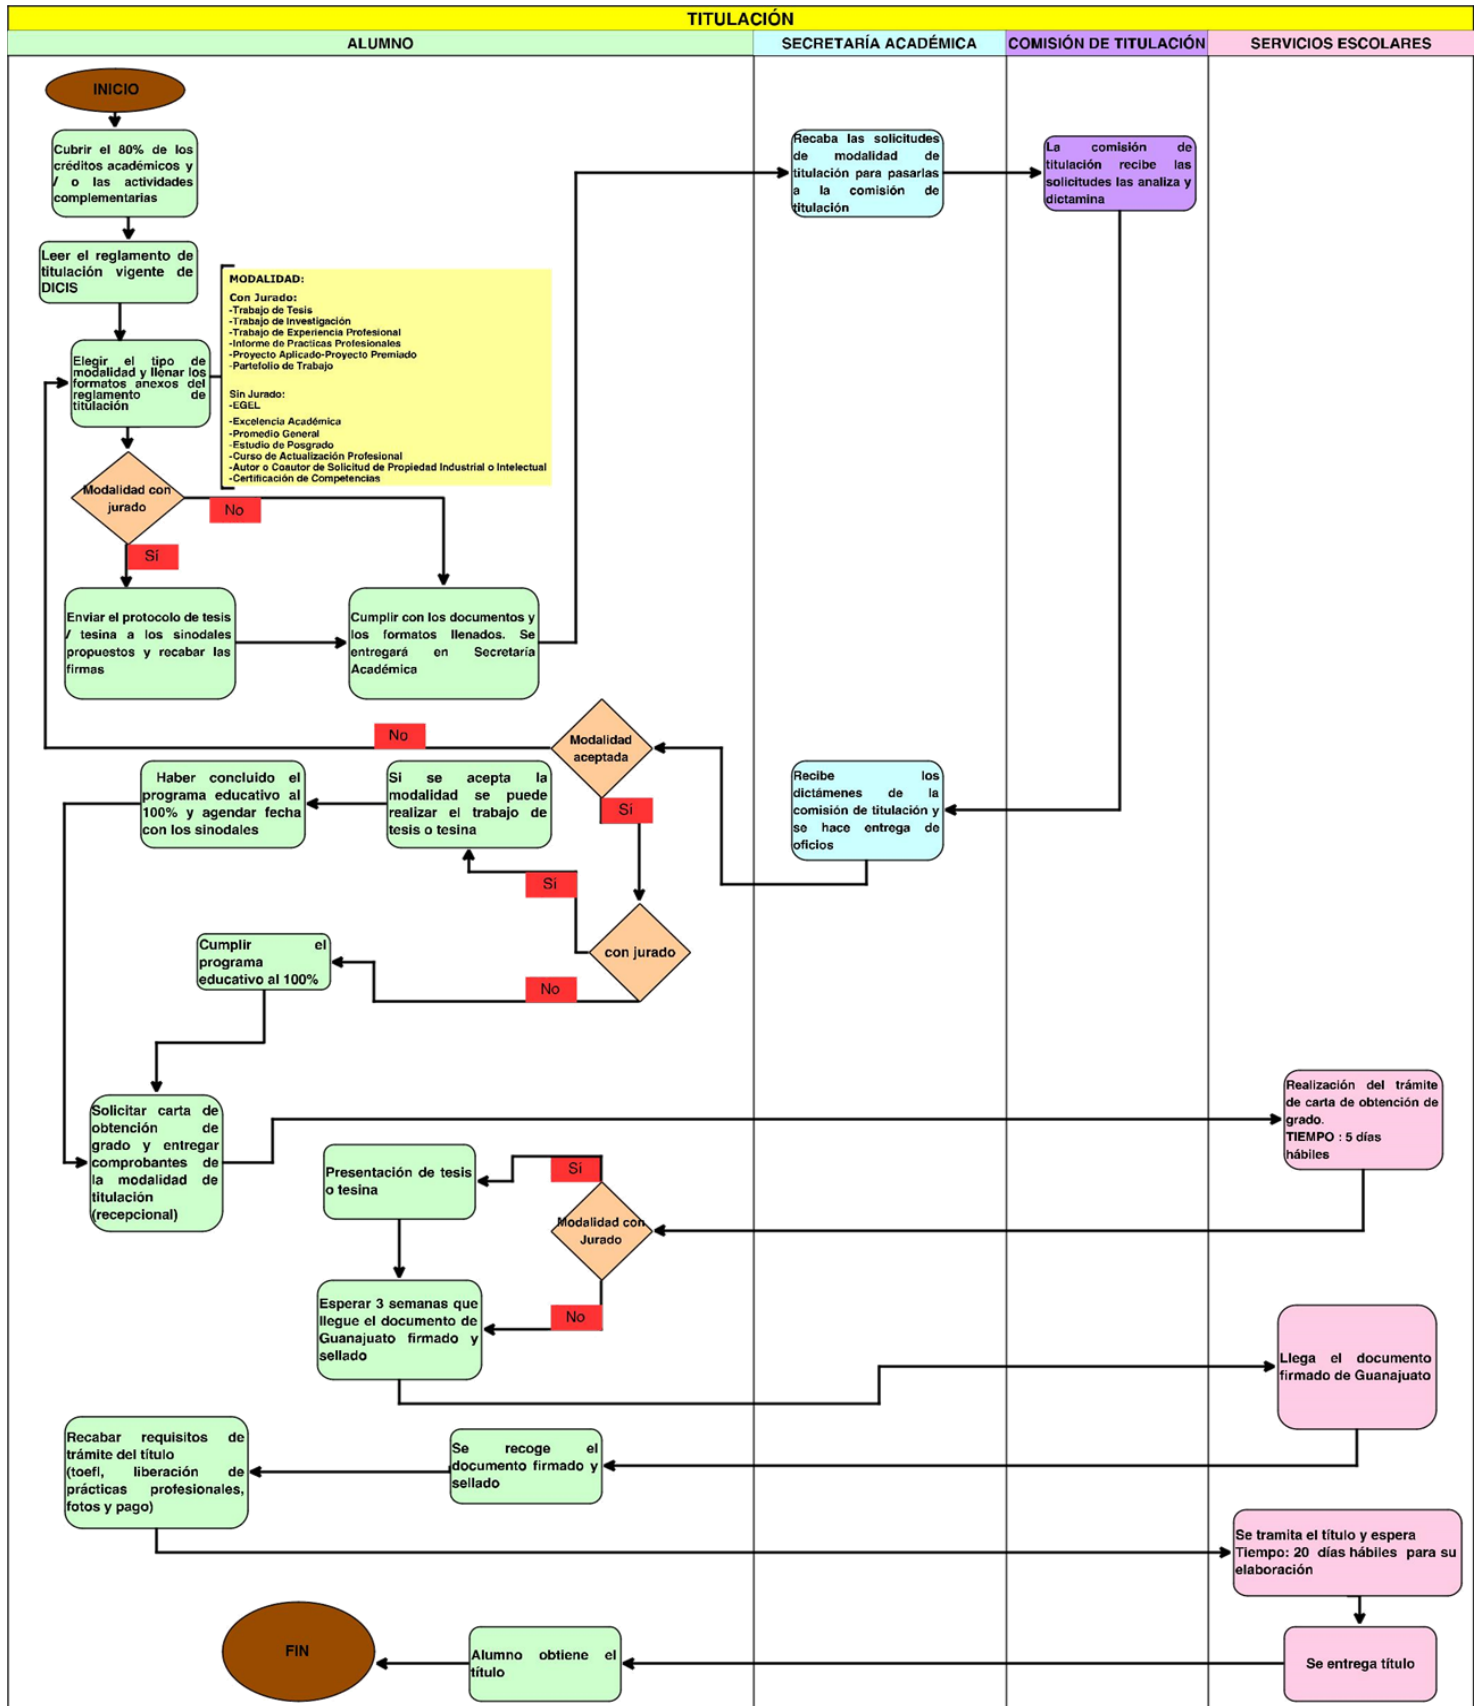 TITULACIÓN
ALUMNO
SECRETARÍA ACADÉMICA
COMISIÓN DE TITULACIÓN
SERVICIOS ESCOLARES
INICIO
Cubrir el 80% de los
créditos académicos y
/ o las actividades
complementarias
Recaba las solicitudes
de modalidad de
titulación para pasarlas
a la comisión de
titulación
La comisión de
titulación recibe las
solicitudes las analiza y
dictamina
Leer el reglamento de
titulación vigente de
DICIS
MODALIDAD:
Con Jurado:
-Trabajo de Tesis
-Trabajo de Investigación
-Trabajo de Experiencia Profesional
-Informe de Practicas Profesionales
-Proyecto Aplicado-Proyecto Premiado
-Partefolio de Trabajo
Sin Jurado:
-EGEL
-Excelencia Académica
-Promedio General
-Estudio de Posgrado
-Curso de Actualización Profesional
-Autor o Coautor de Solicitud de Propiedad Industrial o Intelectual
-Certificación de Competencias
Elegir el tipo de
modalidad y llenar los
formatos anexos del
reglamento de
titulación
Modalidad con
jurado
No
Sí
Enviar el protocolo de tesis
/ tesina a los sinodales
propuestos y recabar las
firmas
Cumplir con los documentos y
los formatos llenados. Se
entregará en Secretaría
Académica
No
Modalidad
aceptada
Sí
Haber concluido el
programa educativo al
100% y agendar fecha
con los sinodales
Si se acepta la
modalidad se puede
realizar el trabajo de
tesis o tesina
Recibe los
dictámenes de la
comisión de titulación y
se hace entrega de
oficios
Sí
con jurado
Cumplir el
programa
educativo al 100%
No
Solicitar carta de
obtención de
grado y entregar
comprobantes de
la modalidad de
titulación
(recepcional)
Realización del trámite
de carta de obtención de
grado.
TIEMPO : 5 días
hábiles
Presentación de tesis
o tesina
Sí
Modalidad con
Jurado
No
Esperar 3 semanas que
llegue el documento de
Guanajuato firmado y
sellado
Llega el documento
firmado de Guanajuato
Recabar requisitos de
trámite del título
(toefl, liberación de
prácticas profesionales,
fotos y pago)
Se recoge el
documento firmado y
sellado
Se tramita el título y espera
Tiempo: 20 días hábiles para su
elaboración
FIN
Alumno obtiene el
título
Se entrega título